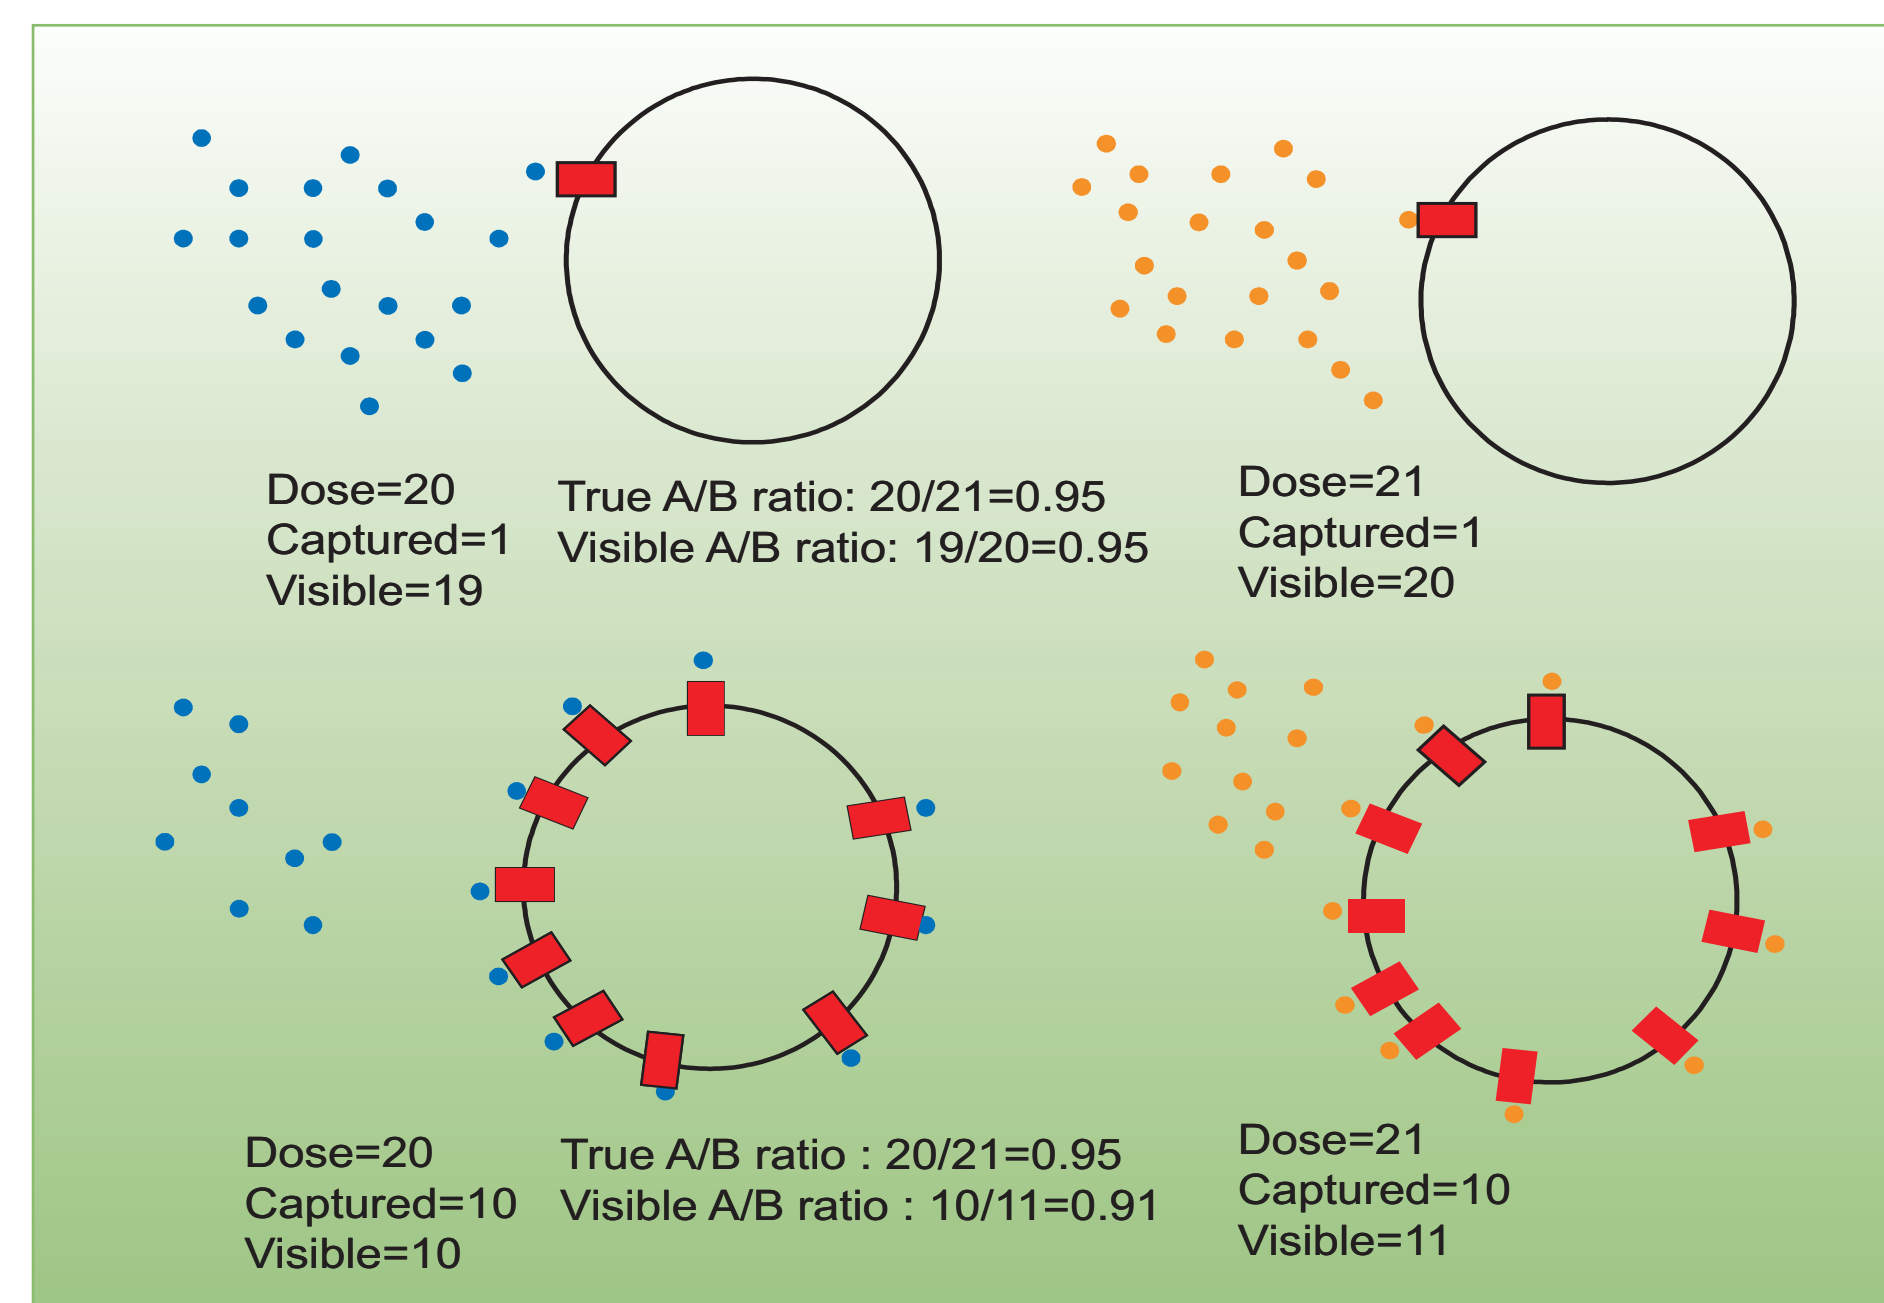 Dose=20
Captured=1
Visible=19
True A/B ratio: 20/21=0.95
Visible A/B ratio: 19/20=0.95
Dose=21
Captured=1
Visible=20
Dose=20
Captured=10
Visible=10
True A/B ratio : 20/21=0.95
Visible A/B ratio : 10/11=0.91
Dose=21
Captured=10
Visible=11